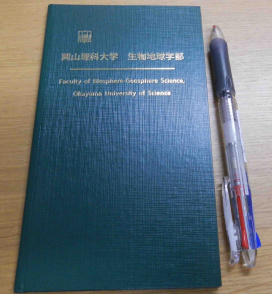 岡山理科大学　生物地球学部
Faculty of Biosphere-Geosphere Science,
Okayama University of Science